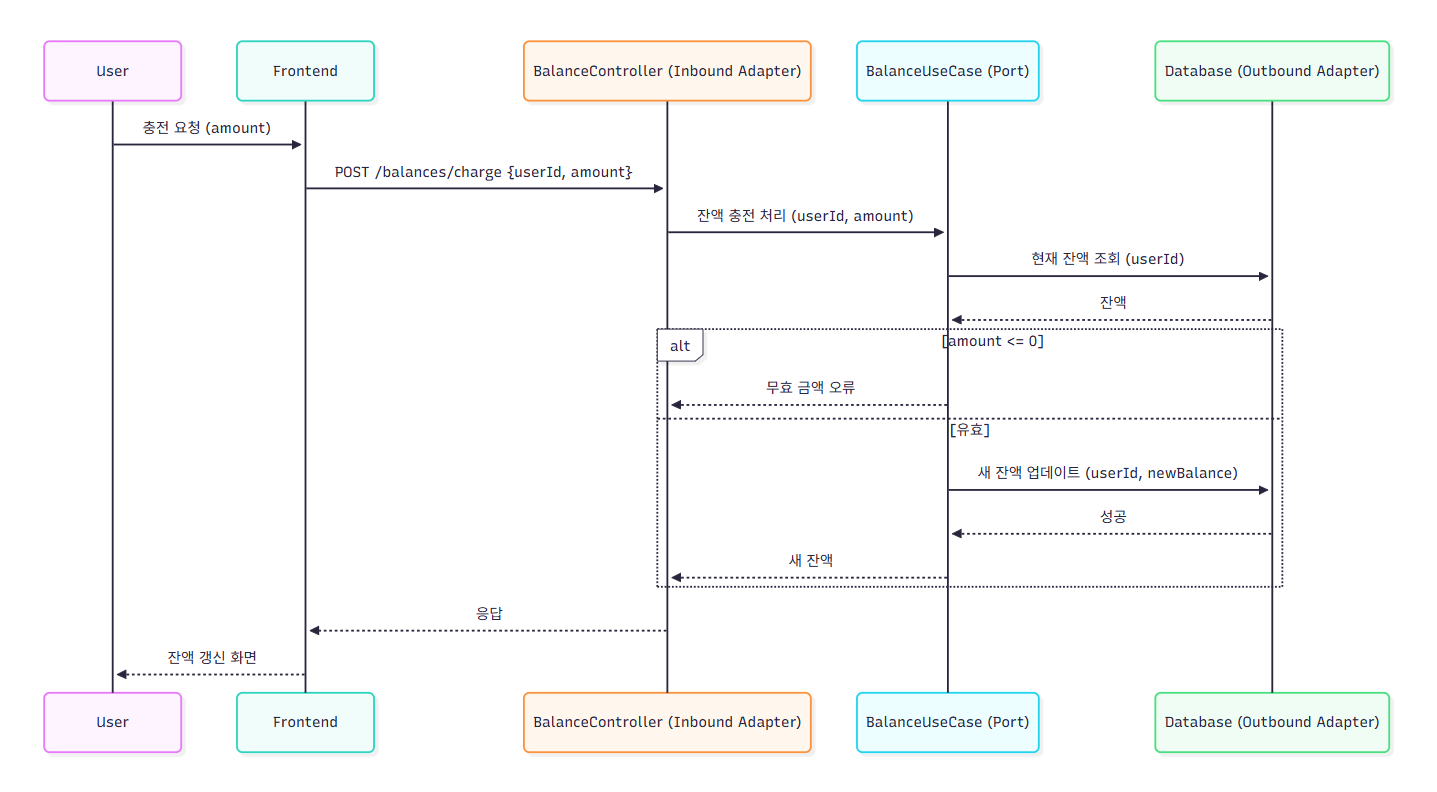 User
Frontend
BalanceController (Inbound Adapter)
BalanceUseCase (Port)
Database (Outbound Adapter)
충전 요청 (amount)
POST /balances/charge {userId, amount}
잔액 충전 처리 (userId, amount)
현재 잔액 조회 (userId)
잔액
alt
[amount <= 0]
무효 금액 오류
[유효]
새 잔액 업데이트 (userId, newBalance)
성공
새 잔액
응답
잔액 갱신 화면
User
Frontend
BalanceController (Inbound Adapter)
BalanceUseCase (Port)
Database (Outbound Adapter)